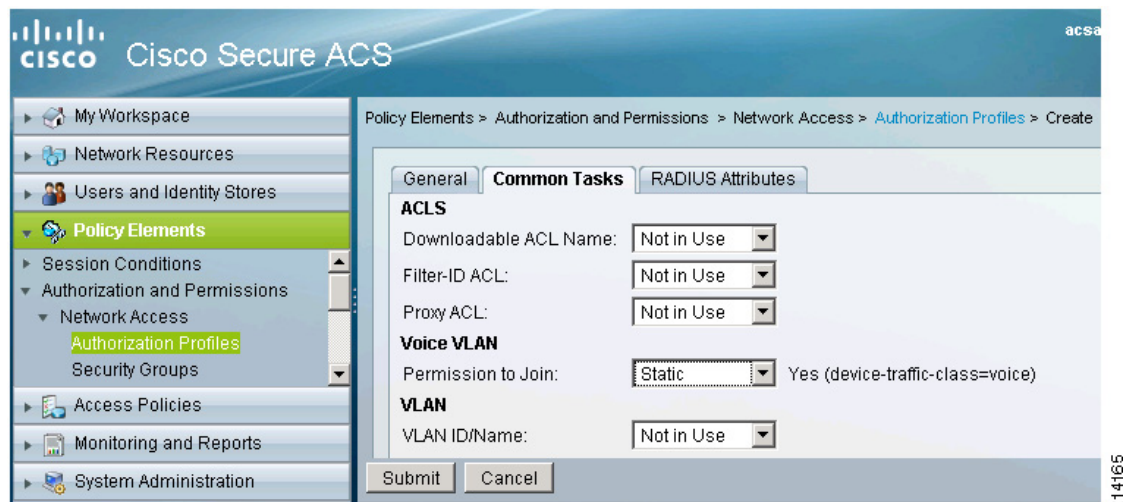 acsa
CISCO Cisco Secure ACS
My Workspace
Network Resources
Users and Identity Stores
Policy Elements
Session Conditions
Authorization and Permissions
Network Access
Authorization Profiles
Security Groups
Access Policies
Monitoring and Reports
System Administration
Policy Elements > Authorization and Permissions > Network Access > Authorization Profiles > Create
General Common Tasks RADIUS Attributes
ACLS
Downloadable ACL Name: Not in Use
Filter-ID ACL: Not in Use
Proxy ACL: Not in Use
Voice VLAN
Permission to Join: Static Yes (device-traffic-class=voice)
VLAN
VLAN ID/Name: Not in Use
Submit Cancel
14165